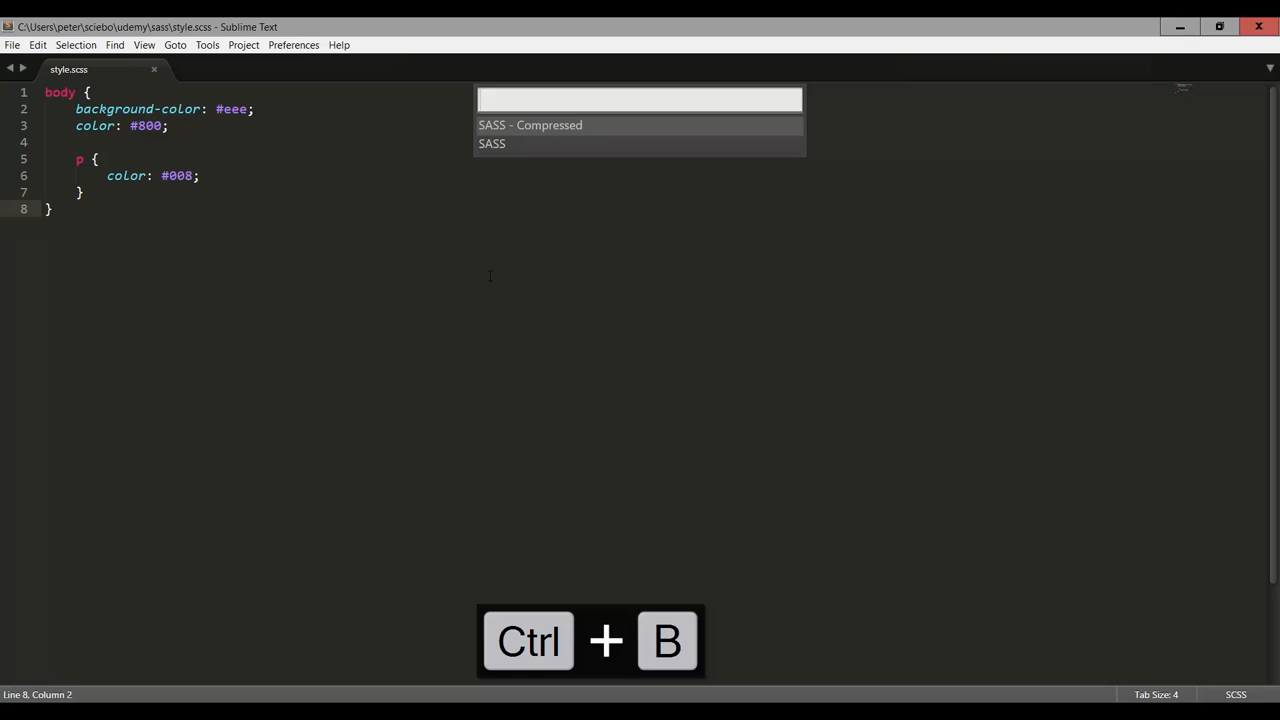 C:\Users\peter\sciebo\udemy\sass\style.scss - Sublime Text
File Edit Selection Find View Goto Tools Project Preferences Help
style.scss
1 body {
2 background-color: #eee;
3 color: #800;
4
5 p {
6 color: #008;
7 }
8 }
SASS - Compressed
SASS
Ctrl + B
Line 8, Column 2
Tab Size: 4
SCSS